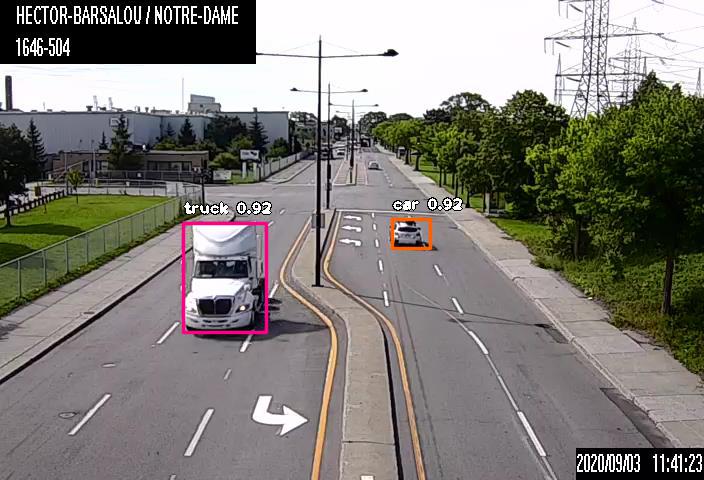 HECTOR-BARSALOU / NOTRE-DAME
1646-504
truck 0.92
car 0.92
2020/09/03 11:41:23